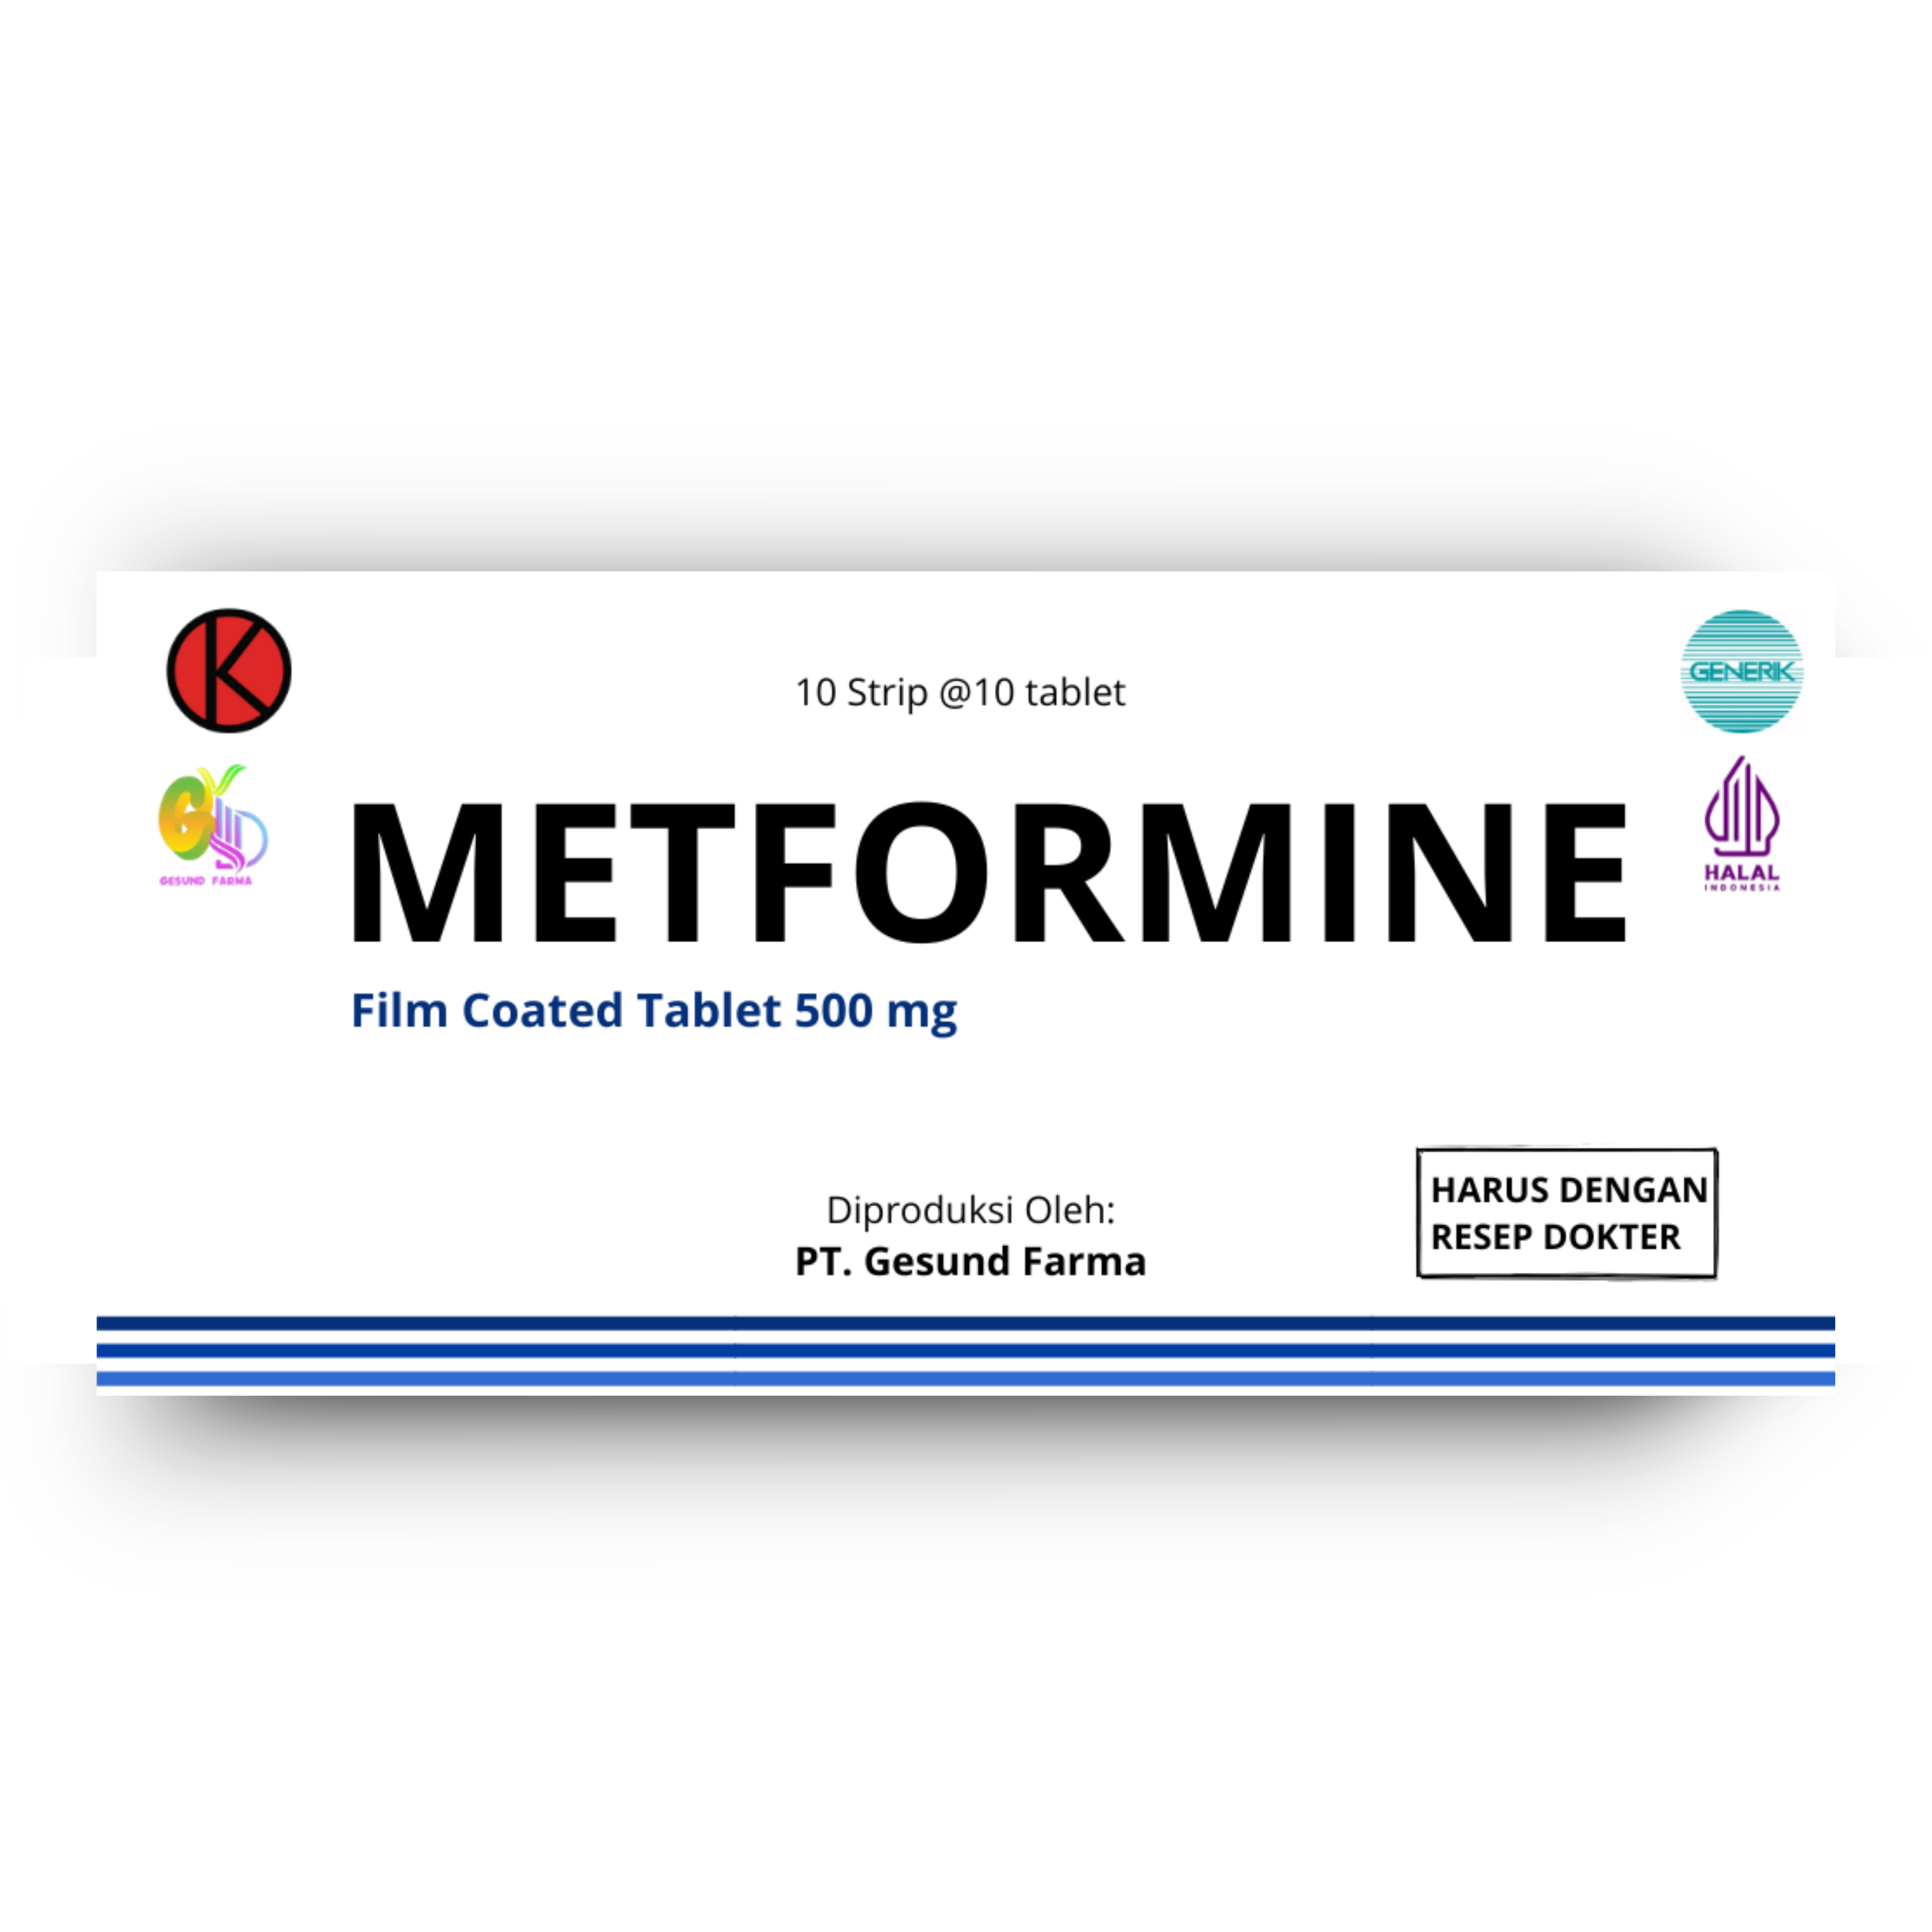 K
10 Strip @10 tablet
GENERIK
GESUND FARMA
METFORMINE
HALAL
INDONESIA
Film Coated Tablet 500 mg
Diproduksi Oleh:
PT. Gesund Farma
HARUS DENGAN
RESEP DOKTER